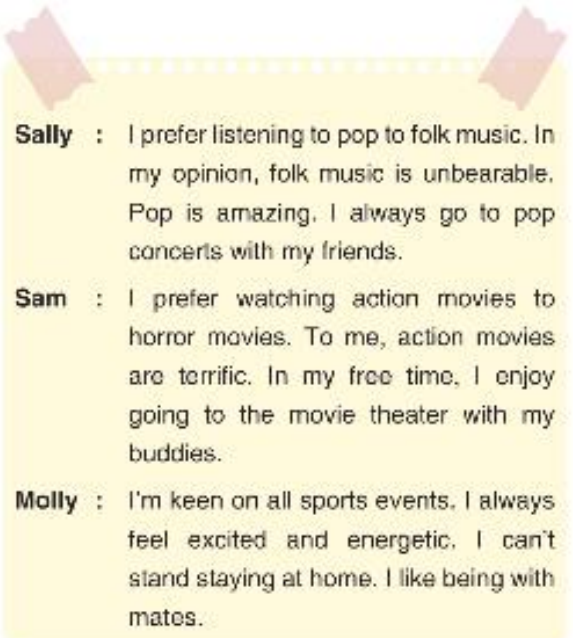 Sally : I prefer listening to pop to folk music. In
my opinion, folk music is unbearable.
Pop is amazing. I always go to pop
concerts with my friends.
Sam : I prefer watching action movies to
horror movies. To me, action movies
are terrific. In my free time, I enjoy
going to the movie theater with my
buddies.
Molly : I'm keen on all sports events. I always
feel excited and energetic. I can't
stand staying at home. I like being with
mates.